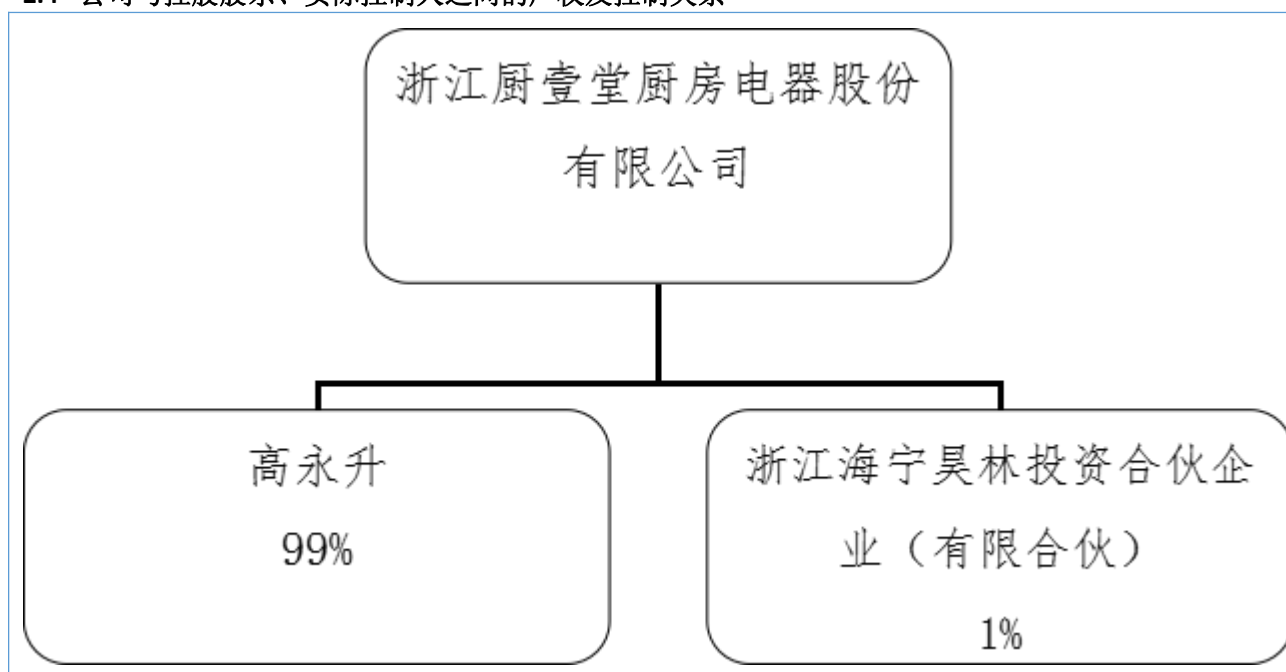 浙江厨壹堂厨房电器股份
有限公司
高永升
99%
浙江海宁昊林投资合伙企
业（有限合伙）
1%